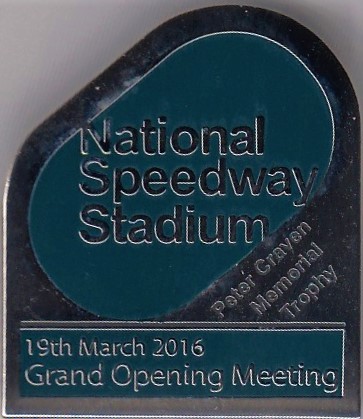 National
Speedway
Stadium
Peter Craven
Memorial
Trophy
19th March 2016
Grand Opening Meeting